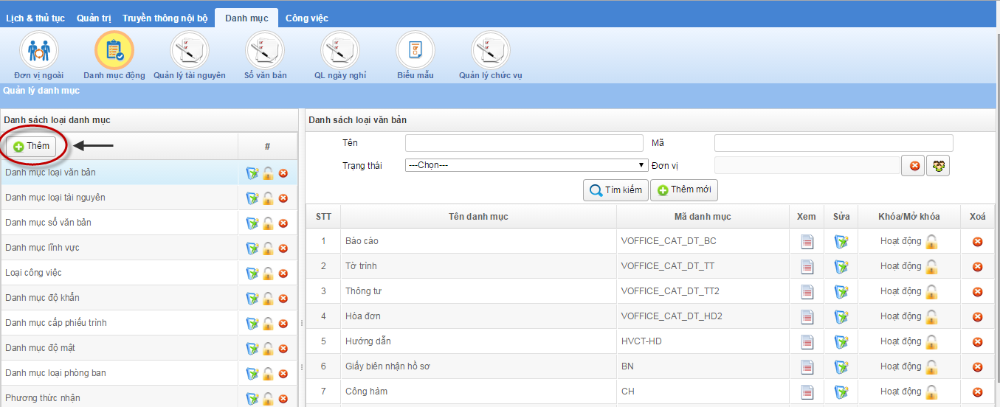 Lịch & thủ tục Quản trị Truyền thông nội bộ Danh mục Công việc
Đơn vị ngoài Danh mục động Quản lý tài nguyên Sổ văn bản QL ngày nghỉ Biểu mẫu Quản lý chức vụ
Quản lý danh mục
Danh sách loại danh mục
Thêm #
Danh mục loại văn bản
Danh mục loại tài nguyên
Danh mục sổ văn bản
Danh mục lĩnh vực
Loại công việc
Danh mục độ khẩn
Danh mục cấp phiếu trình
Danh mục độ mật
Danh mục loại phòng ban
Phương thức nhận
Danh sách loại văn bản
Tên Mã
Trạng thái ---Chọn--- Đơn vị
Tìm kiếm Thêm mới
STT Tên danh mục Mã danh mục Xem Sửa Khóa/Mở khóa Xoá
1 Báo cáo VOFFICE_CAT_DT_BC Hoạt động
2 Tờ trình VOFFICE_CAT_DT_TT Hoạt động
3 Thông tư VOFFICE_CAT_DT_TT2 Hoạt động
4 Hóa đơn VOFFICE_CAT_DT_HD2 Hoạt động
5 Hướng dẫn HVCT-HD Hoạt động
6 Giấy biên nhận hồ sơ BN Hoạt động
7 Công hàm CH Hoạt động